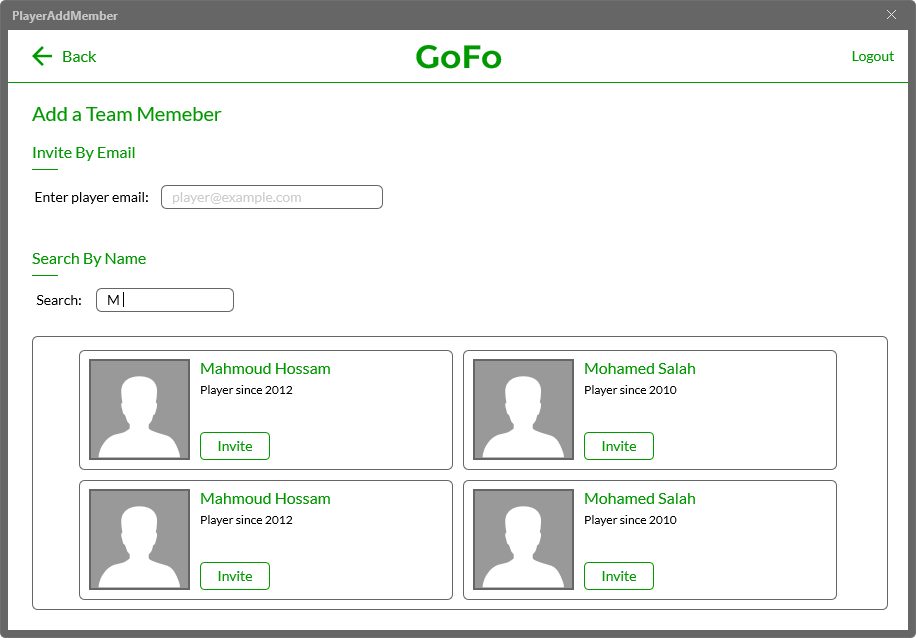 PlayerAddMember
Back
GoFo
Logout
Add a Team Memeber
Invite By Email
Enter player email: player@example.com
Search By Name
Search: M
Mahmoud Hossam
Player since 2012
Invite
Mohamed Salah
Player since 2010
Invite
Mahmoud Hossam
Player since 2012
Invite
Mohamed Salah
Player since 2010
Invite